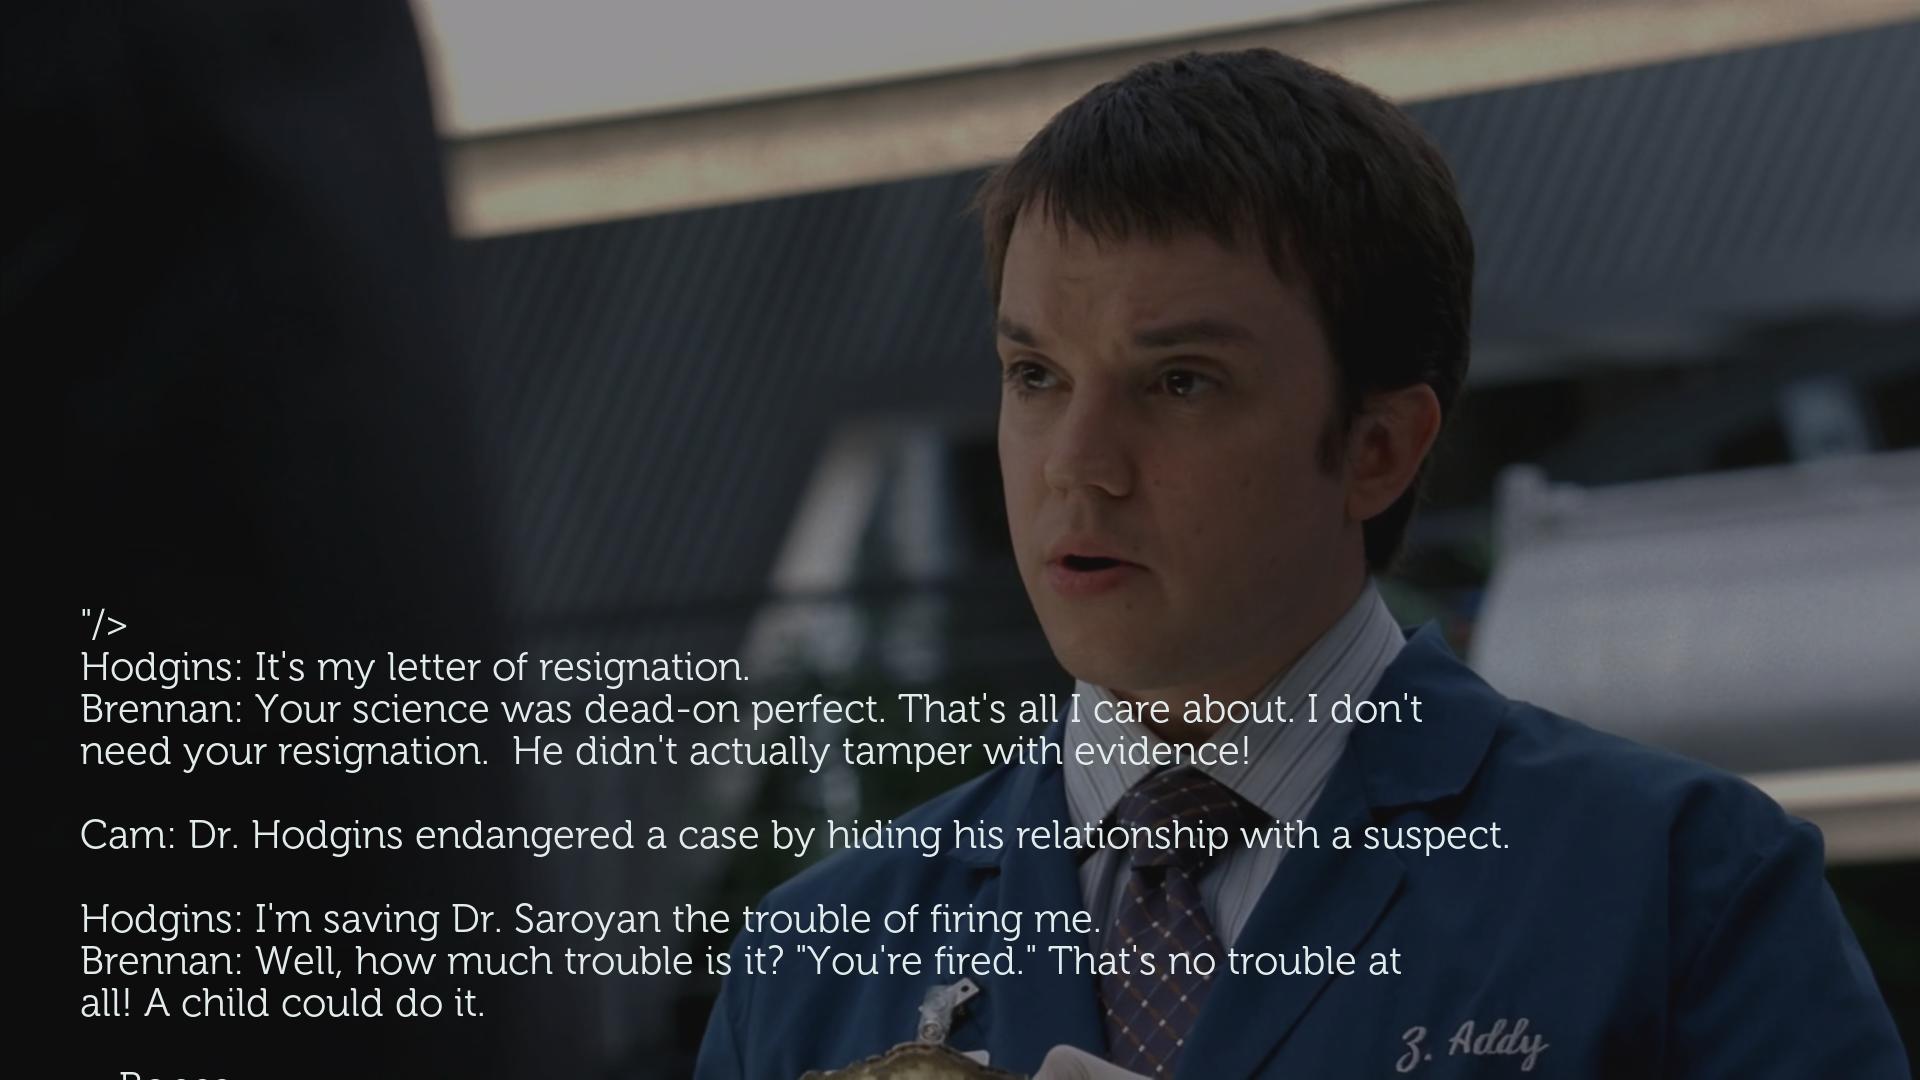 "/>
Hodgins: It's my letter of resignation.
Brennan: Your science was dead-on perfect. That's all I care about. I don't
need your resignation.  He didn't actually tamper with evidence!
Cam: Dr. Hodgins endangered a case by hiding his relationship with a suspect.
Hodgins: I'm saving Dr. Saroyan the trouble of firing me.
Brennan: Well, how much trouble is it? "You're fired." That's no trouble at
all! A child could do it.
Z. Addy